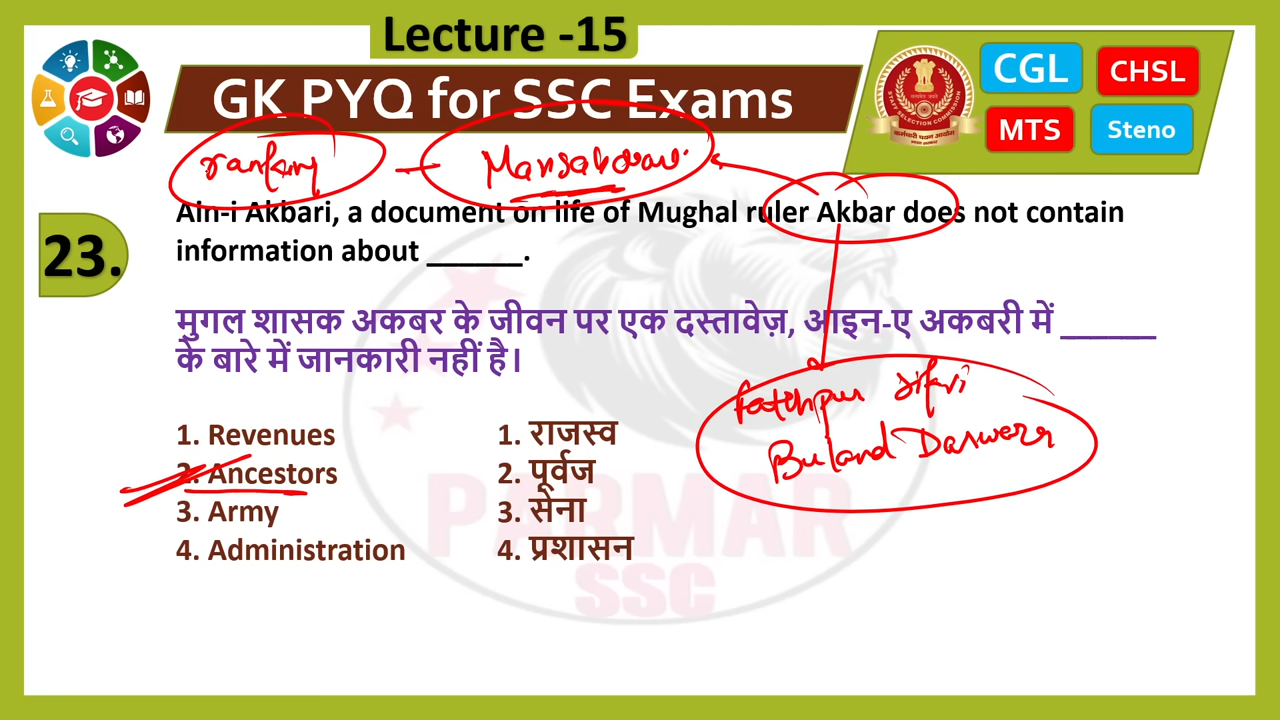 Lecture -15
GK PYQ for SSC Exams
CGL
CHSL
MTS
Steno
ranking - Mansabdari
23.
Ain-i Akbari, a document on life of Mughal ruler Akbar does not contain
information about ______.
मुगल शासक अकबर के जीवन पर एक दस्तावेज़, आइन-ए अकबरी में ______
के बारे में जानकारी नहीं है।
Fatehpur Sikri
Buland Darwaza
1. Revenues
2. Ancestors
3. Army
4. Administration
1. राजस्व
2. पूर्वज
3. सेना
4. प्रशासन
PARMAR
SSC